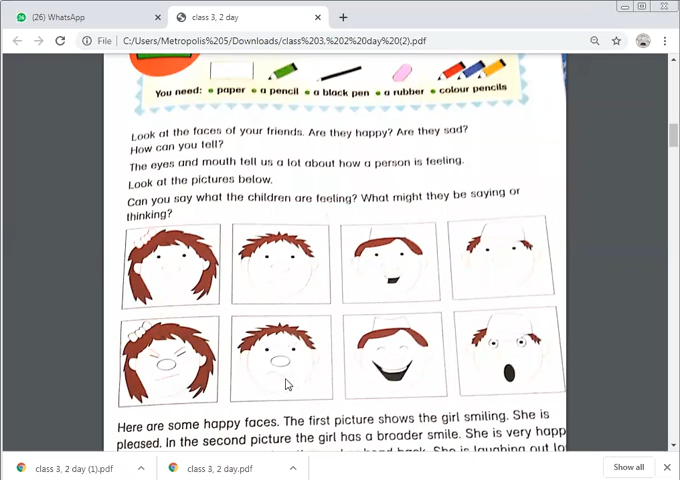 (26) WhatsApp
class 3, 2 day
File
C:/Users/Metropolis%205/Downloads/class%203,%202%20day%20(2).pdf
You need: • paper • a pencil • a black pen • a rubber • colour pencils
Look at the faces of your friends. Are they happy? Are they sad?
How can you tell?
The eyes and mouth tell us a lot about how a person is feeling.
Look at the pictures below.
Can you say what the children are feeling? What might they be saying or
thinking?
Here are some happy faces. The first picture shows the girl smiling. She is
pleased. In the second picture the girl has a broader smile. She is very happ
She is laughing out lo
class 3, 2 day (1).pdf
class 3, 2 day.pdf
Show all